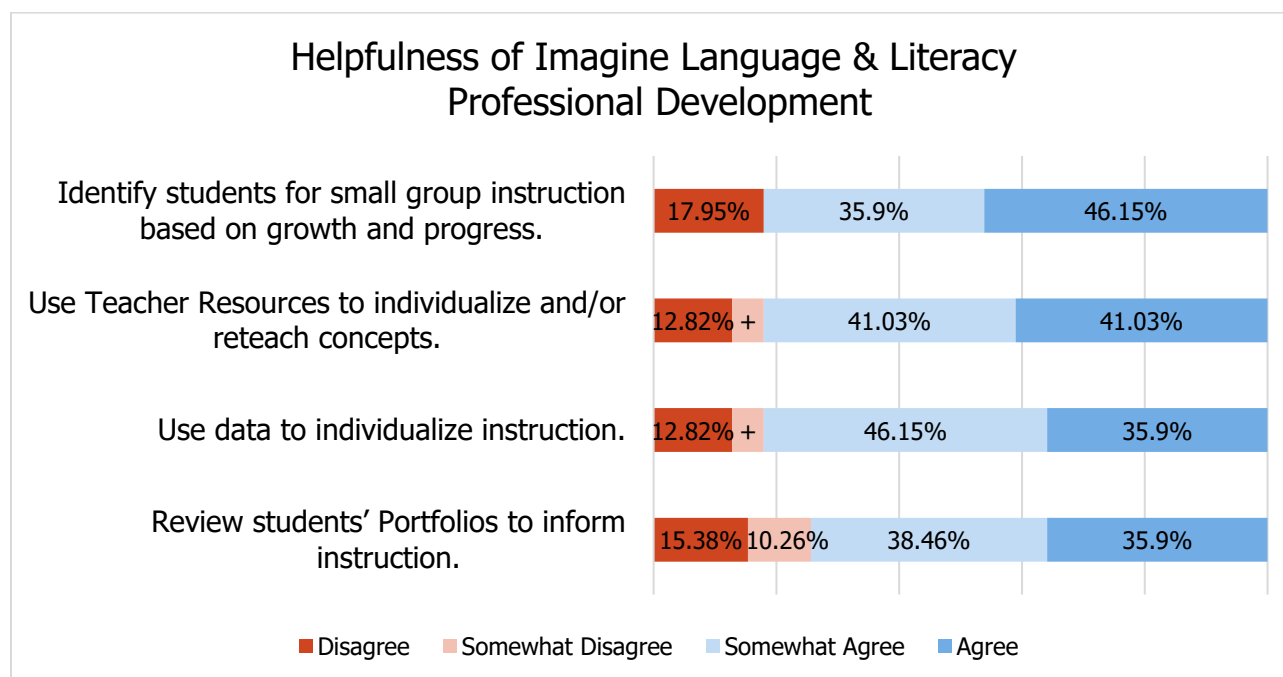 Helpfulness of Imagine Language & Literacy
Professional Development
Identify students for small group instruction
based on growth and progress.
17.95% 35.9% 46.15%
Use Teacher Resources to individualize and/or
reteach concepts.
12.82% + 41.03% 41.03%
Use data to individualize instruction.
12.82% + 46.15% 35.9%
Review students’ Portfolios to inform
instruction.
15.38% 10.26% 38.46% 35.9%
Disagree Somewhat Disagree Somewhat Agree Agree